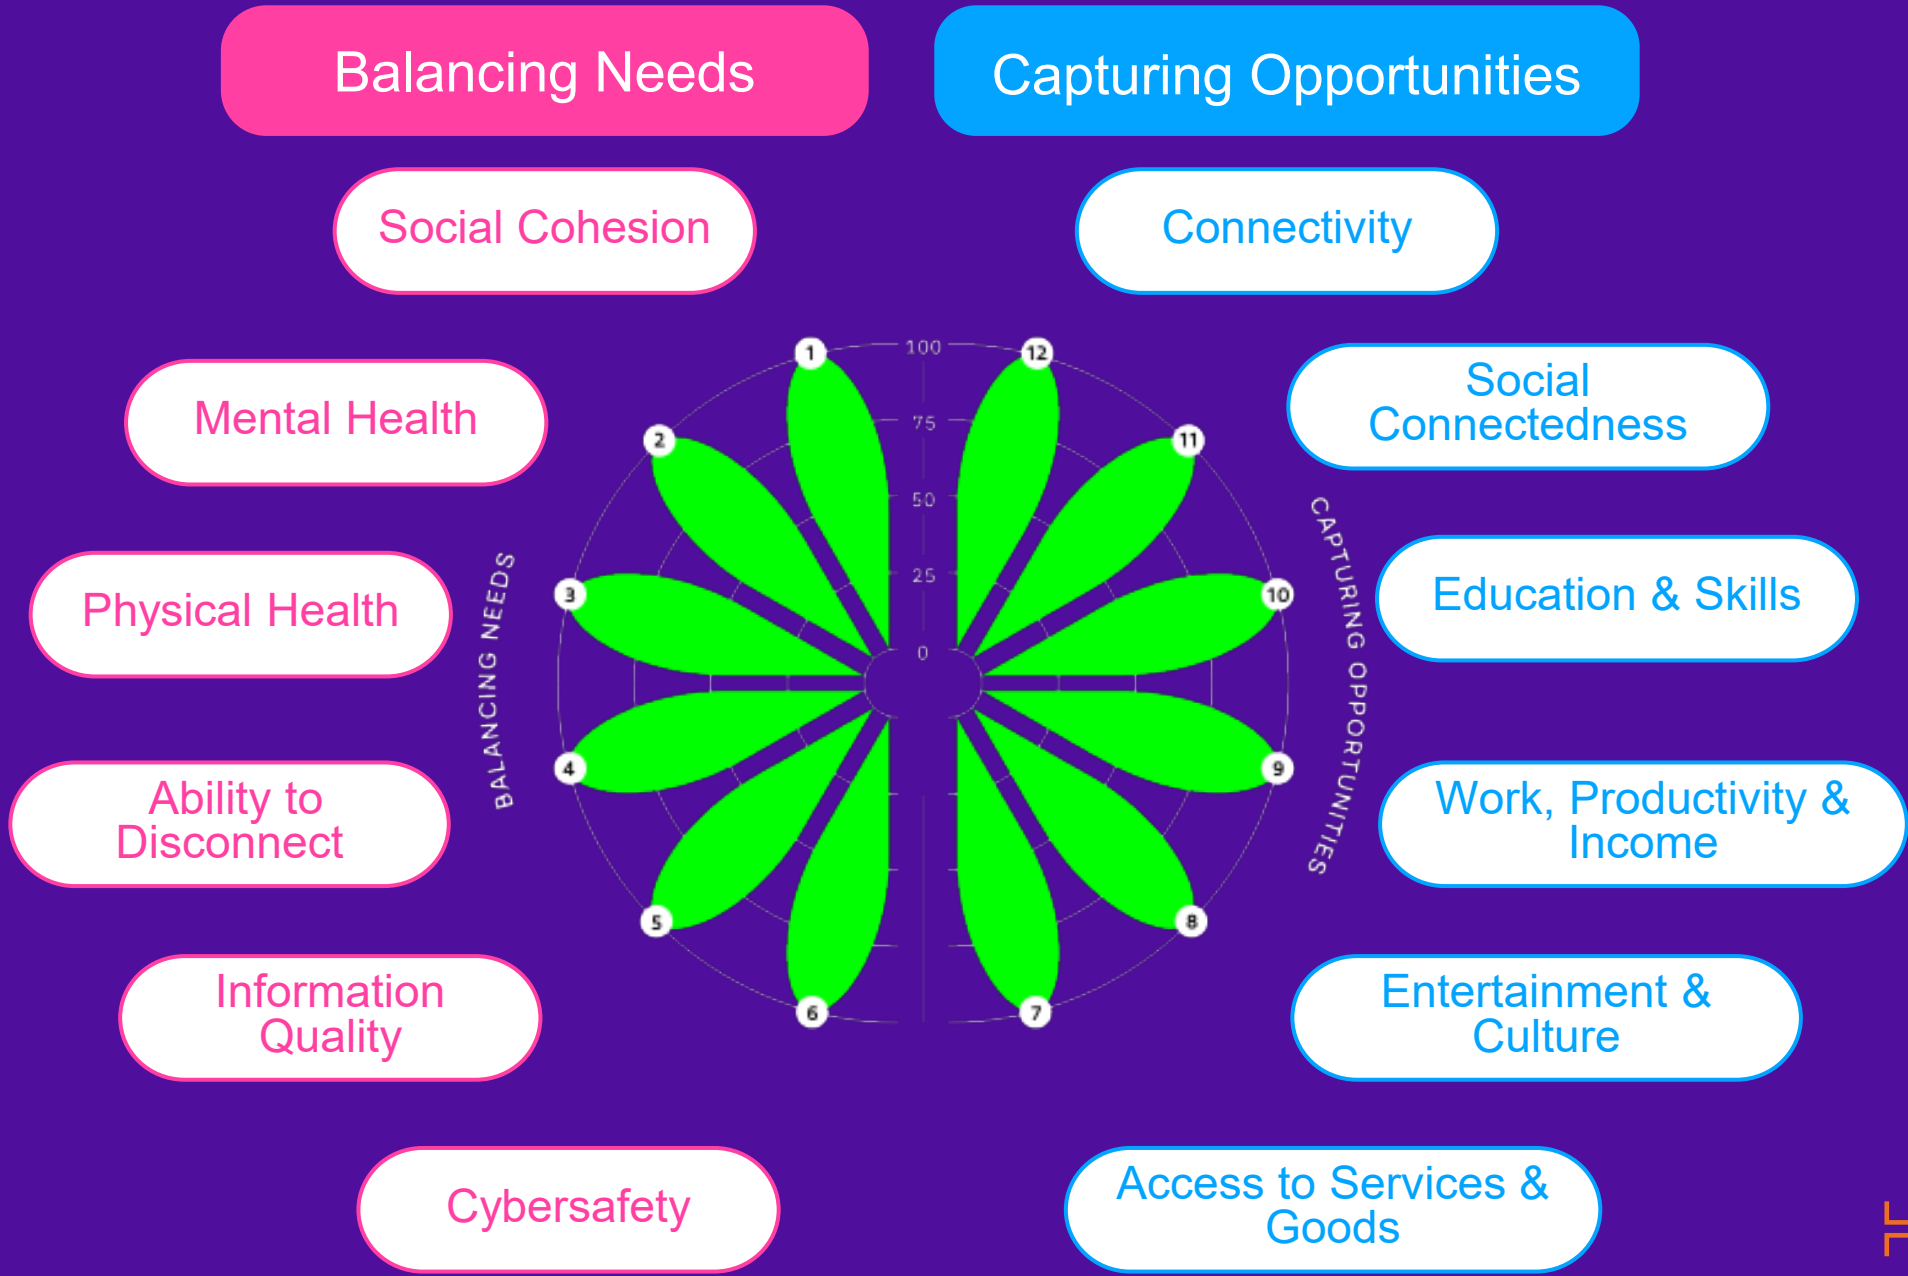 Balancing Needs
Capturing Opportunities
Social Cohesion
Connectivity
Mental Health
Social
Connectedness
Physical Health
Education & Skills
Ability to
Disconnect
Work, Productivity &
Income
Information
Quality
Entertainment &
Culture
Cybersafety
Access to Services &
Goods
BALANCING NEEDS
CAPTURING OPPORTUNITIES
100
75
50
25
0
1
2
3
4
5
6
7
8
9
10
11
12